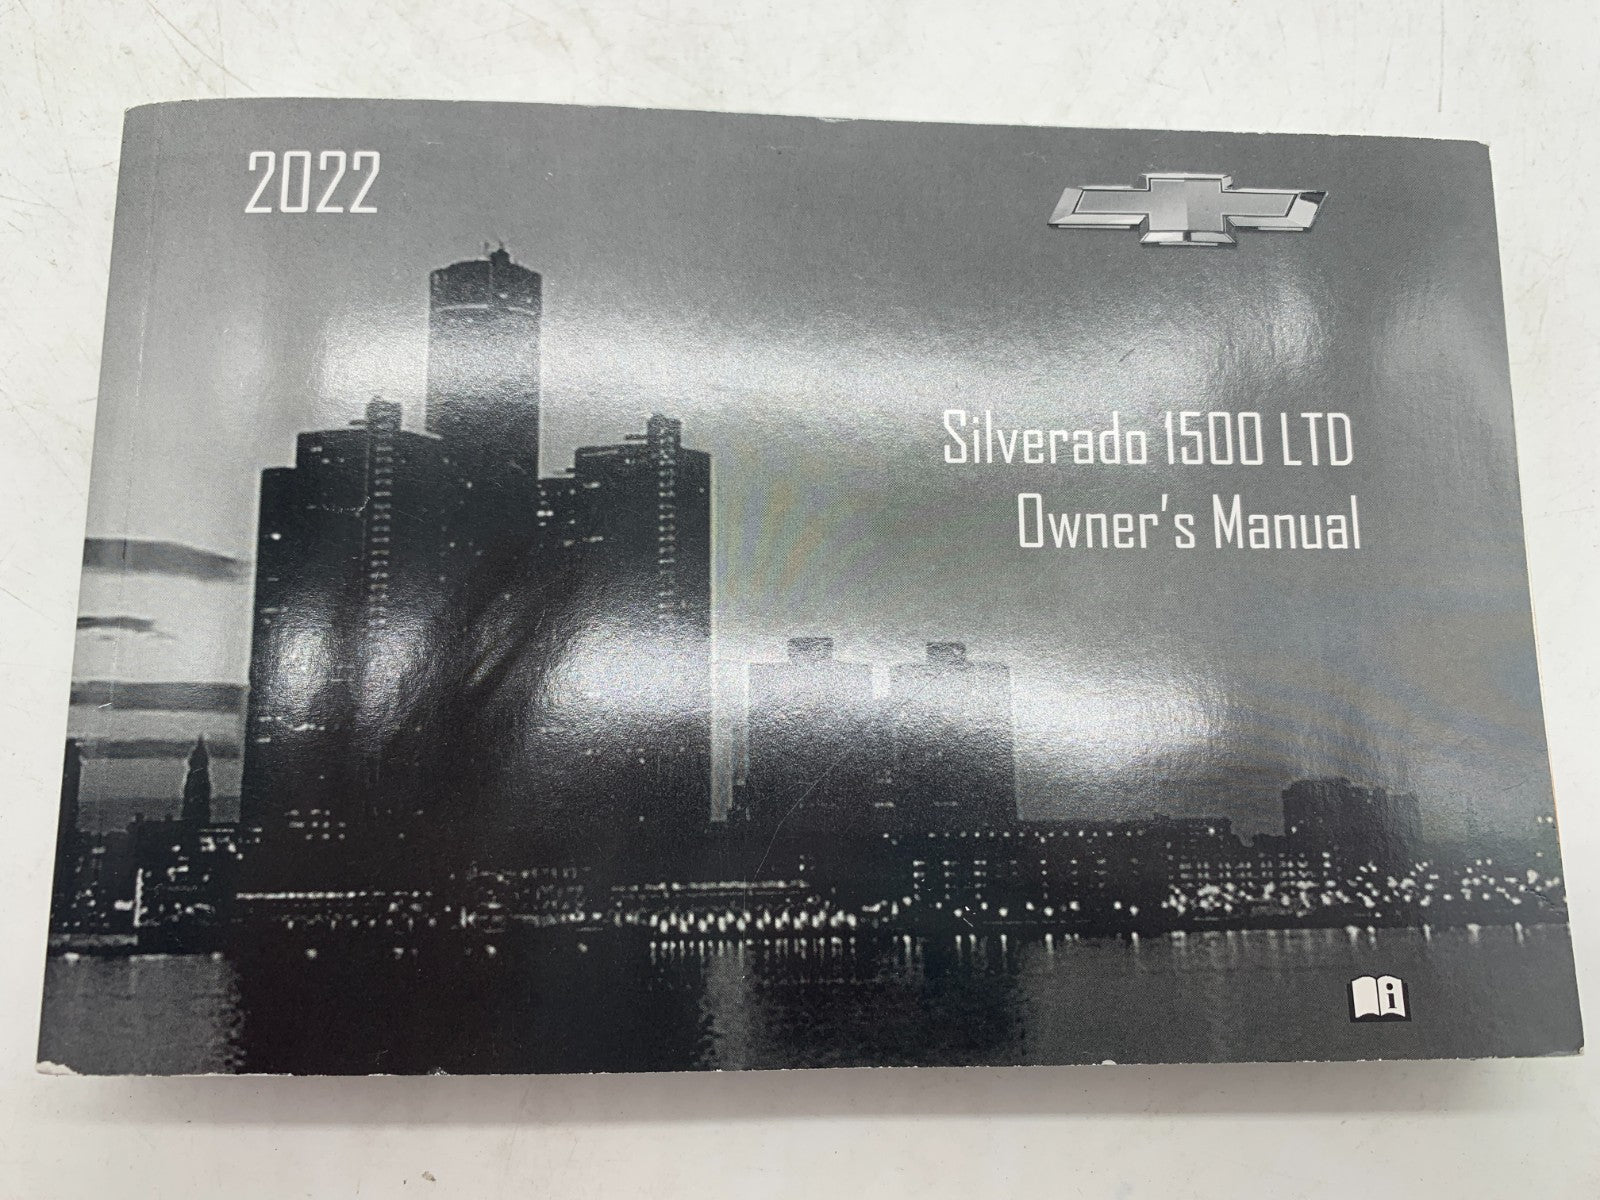 2022
Silverado 1500 LTD
Owner's Manual
i